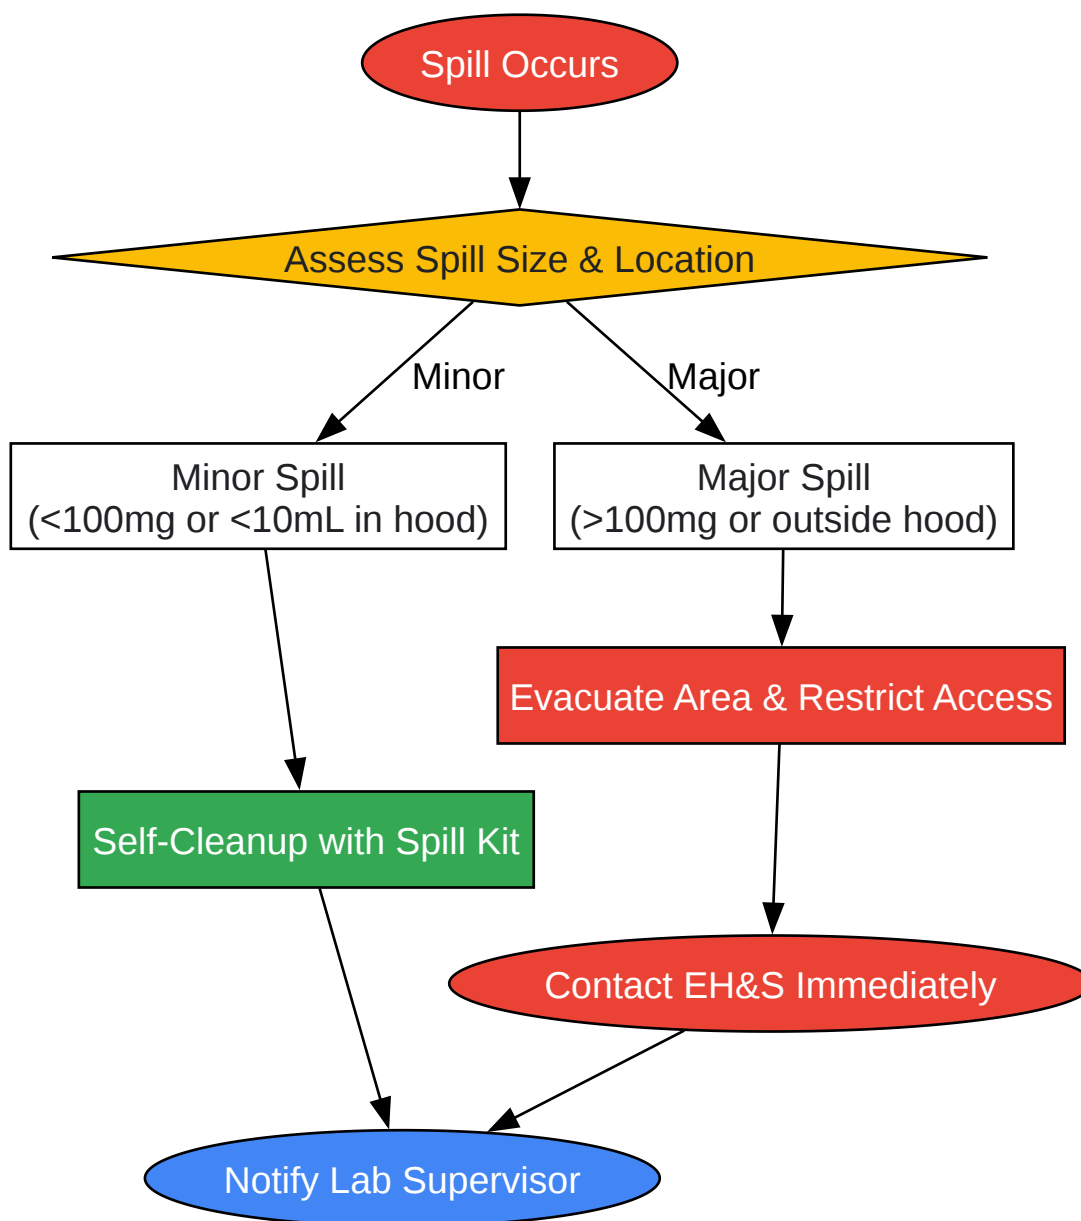 Spill Occurs
Assess Spill Size & Location
Minor
Major
Minor Spill
(<100mg or <10mL in hood)
Major Spill
(>100mg or outside hood)
Evacuate Area & Restrict Access
Self-Cleanup with Spill Kit
Contact EH&S Immediately
Notify Lab Supervisor